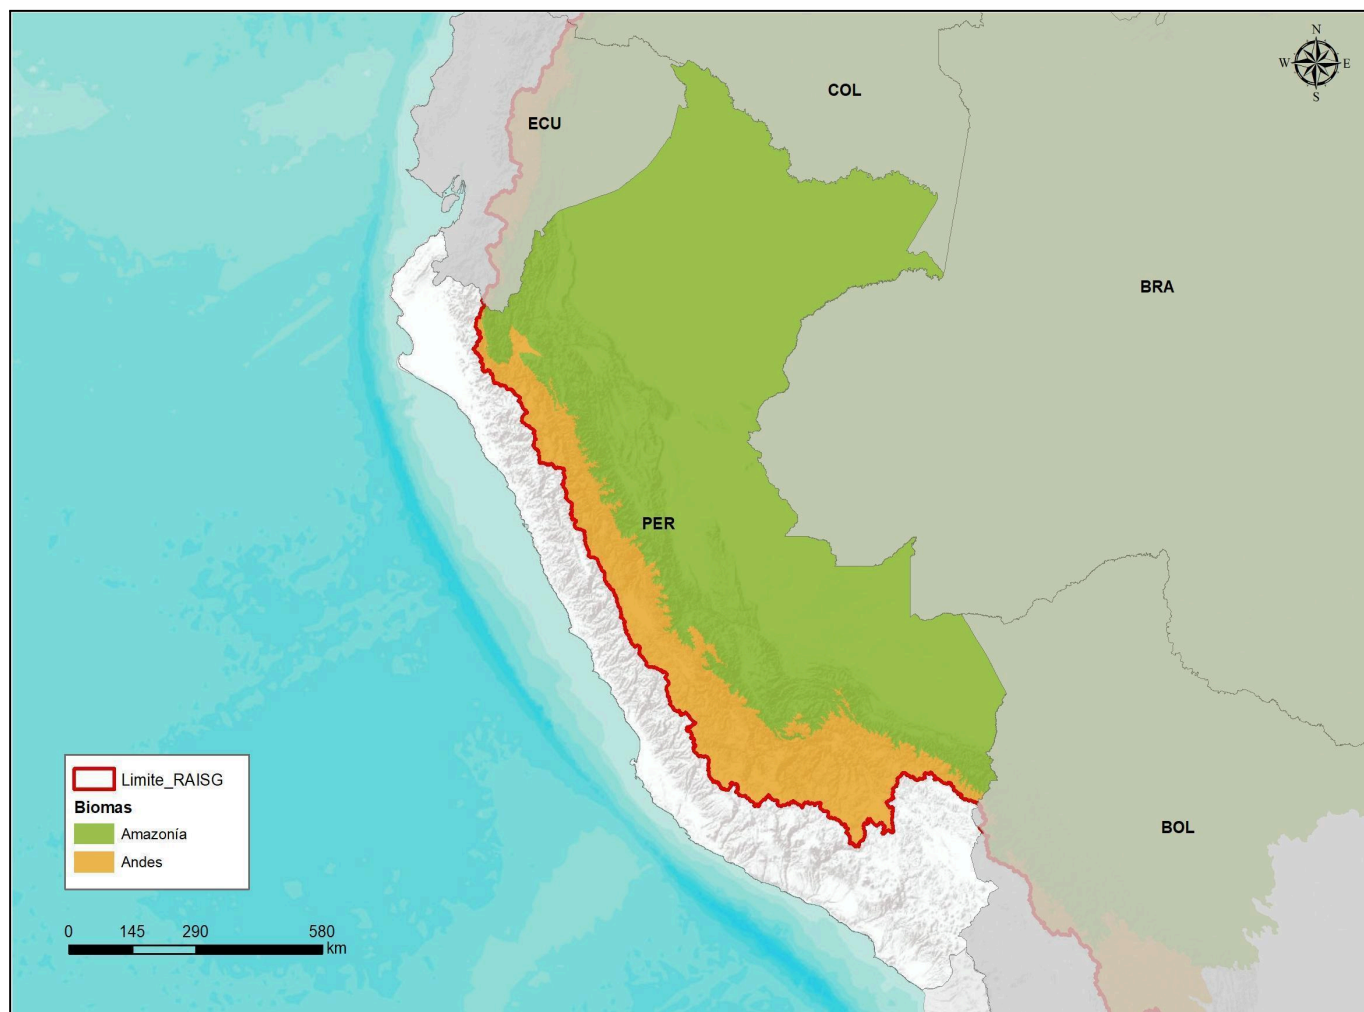 N
W E
S
COL
ECU
BRA
PER
BOL
Limite_RAISG
Biomas
Amazonía
Andes
0 145 290 580
km